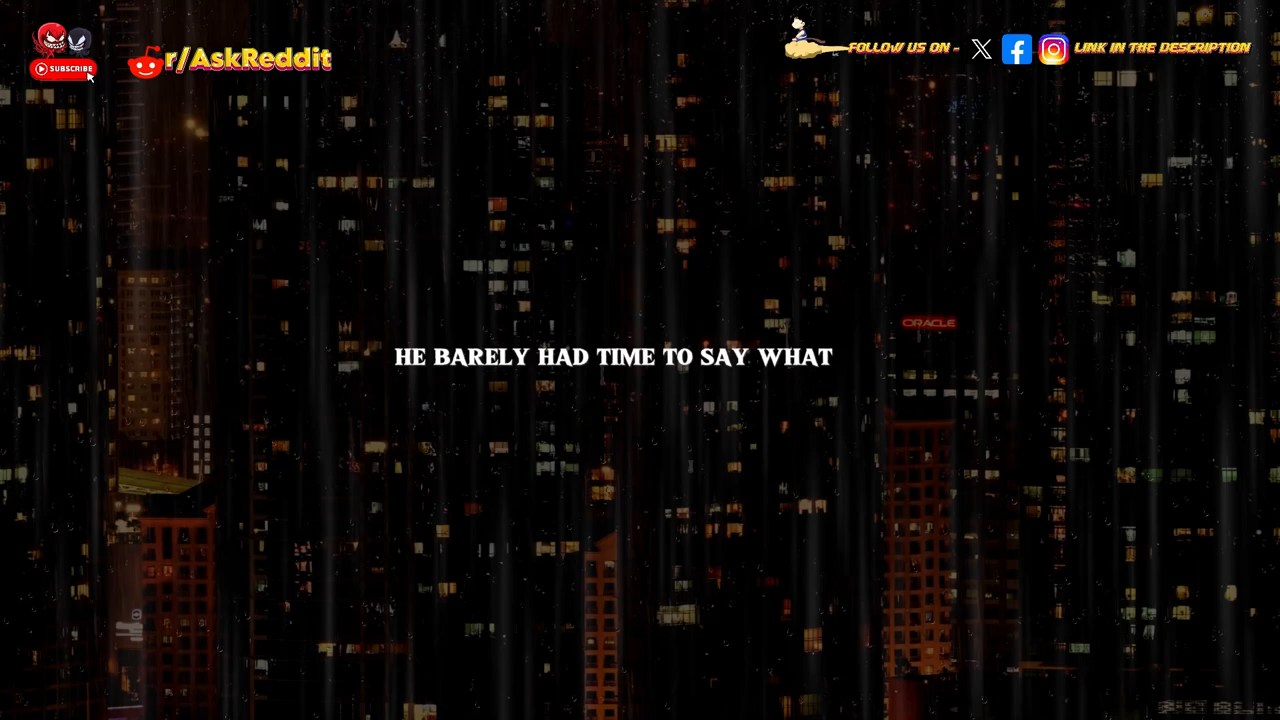 SUBSCRIBE
r/AskReddit
FOLLOW US ON -
LINK IN THE DESCRIPTION
ORACLE
HE BARELY HAD TIME TO SAY WHAT